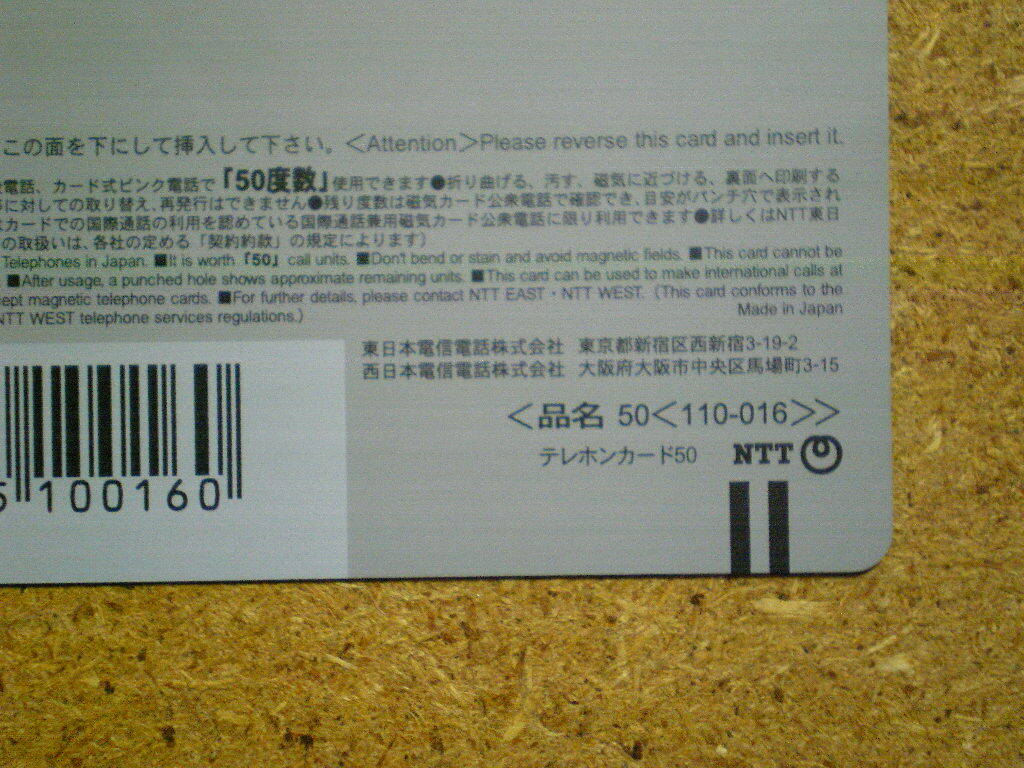 この面を下にして挿入して下さい。＜Attention＞Please reverse this card and insert it.
電話、カード式ピンク電話で「50度数」使用できます●折り曲げる、汚す、磁気に近づける、裏面へ印刷する
に対しての取り替え、再発行はできません●残り度数は磁気カード公衆電話で確認でき、目安がパンチ穴で表示され
カードでの国際通話の利用を認めている国際通話兼用磁気カード公衆電話に限り利用できます●詳しくはNTT東日
の取扱いは、各社の定める「契約約款」の規定によります）
Telephones in Japan. ■It is worth「50」call units. ■Don't bend or stain and avoid magnetic fields. ■This card cannot be
■After usage, a punched hole shows approximate remaining units. ■This card can be used to make international calls at
cept magnetic telephone cards. ■For further details, please contact NTT EAST・NTT WEST.（This card conforms to the
NTT WEST telephone services regulations.）
Made in Japan
東日本電信電話株式会社 東京都新宿区西新宿3-19-2
西日本電信電話株式会社 大阪府大阪市中央区馬場町3-15
＜品名 50＜110-016＞＞
テレホンカード50 NTT
5100160